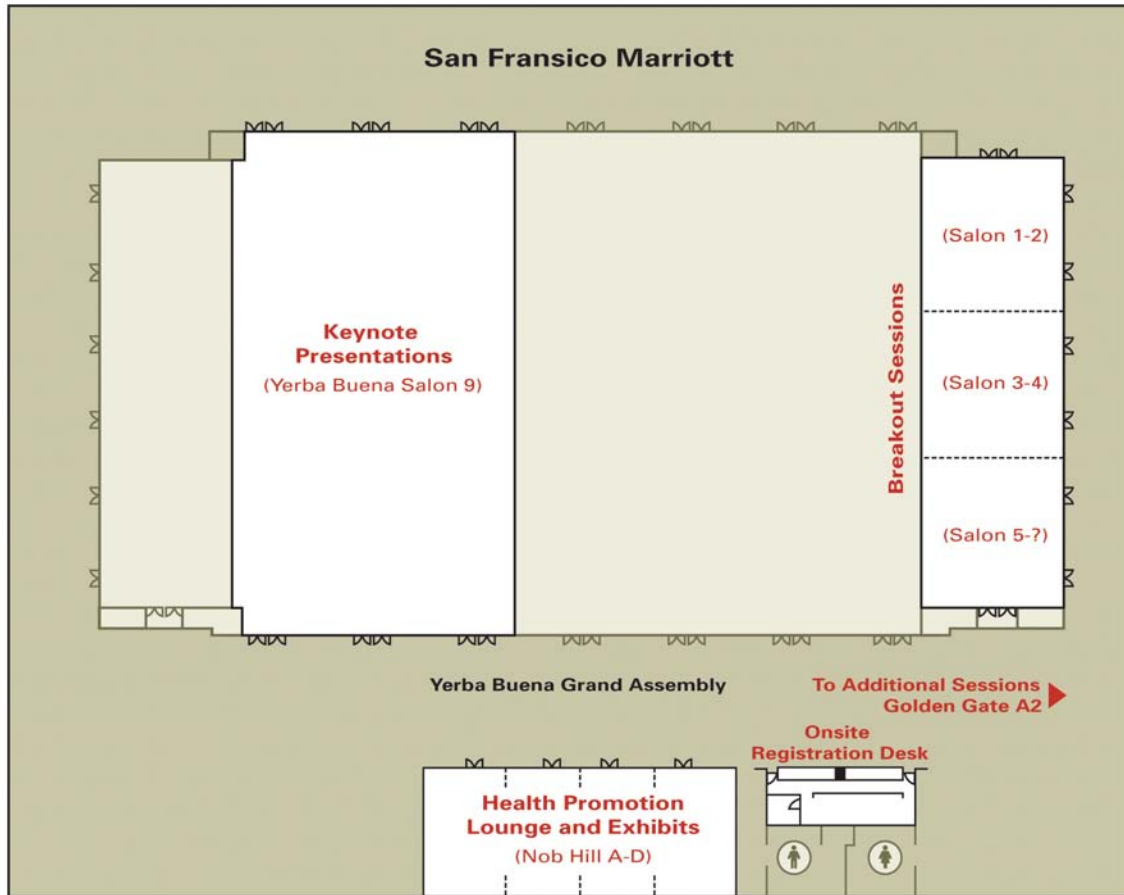 San Fransico Marriott
Keynote
Presentations
(Yerba Buena Salon 9)
Breakout Sessions
(Salon 1-2)
(Salon 3-4)
(Salon 5-?)
Yerba Buena Grand Assembly
To Additional Sessions
Golden Gate A2
Onsite
Registration Desk
Health Promotion
Lounge and Exhibits
(Nob Hill A-D)